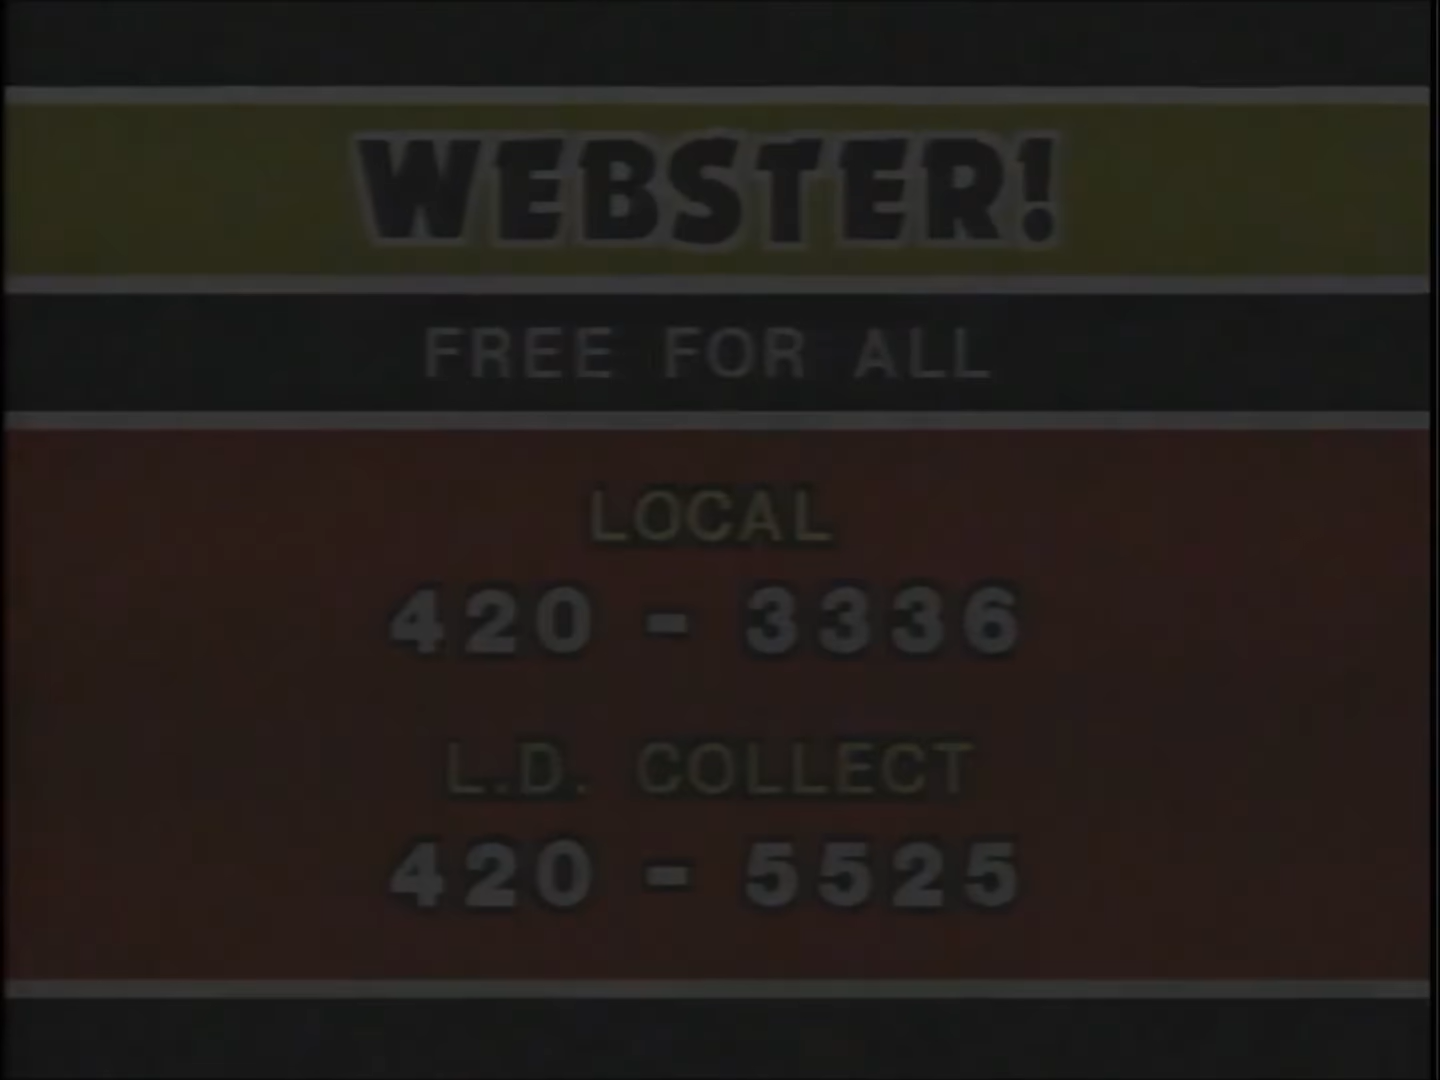 WEBSTER!
FREE FOR ALL
LOCAL
420 - 3336
L.D. COLLECT
420 - 5525